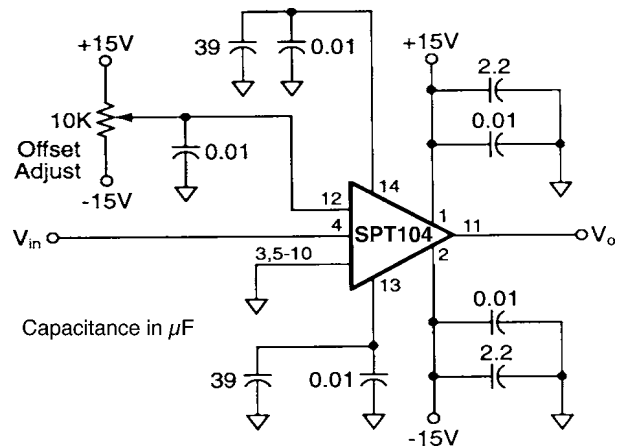 +15V
39
0.01
+15V
2.2
10K
Offset
Adjust
0.01
0.01
-15V
14
12
1
V_in
4
SPT104
11
V_o
3,5-10
2
13
Capacitance in μF
0.01
39
0.01
2.2
-15V